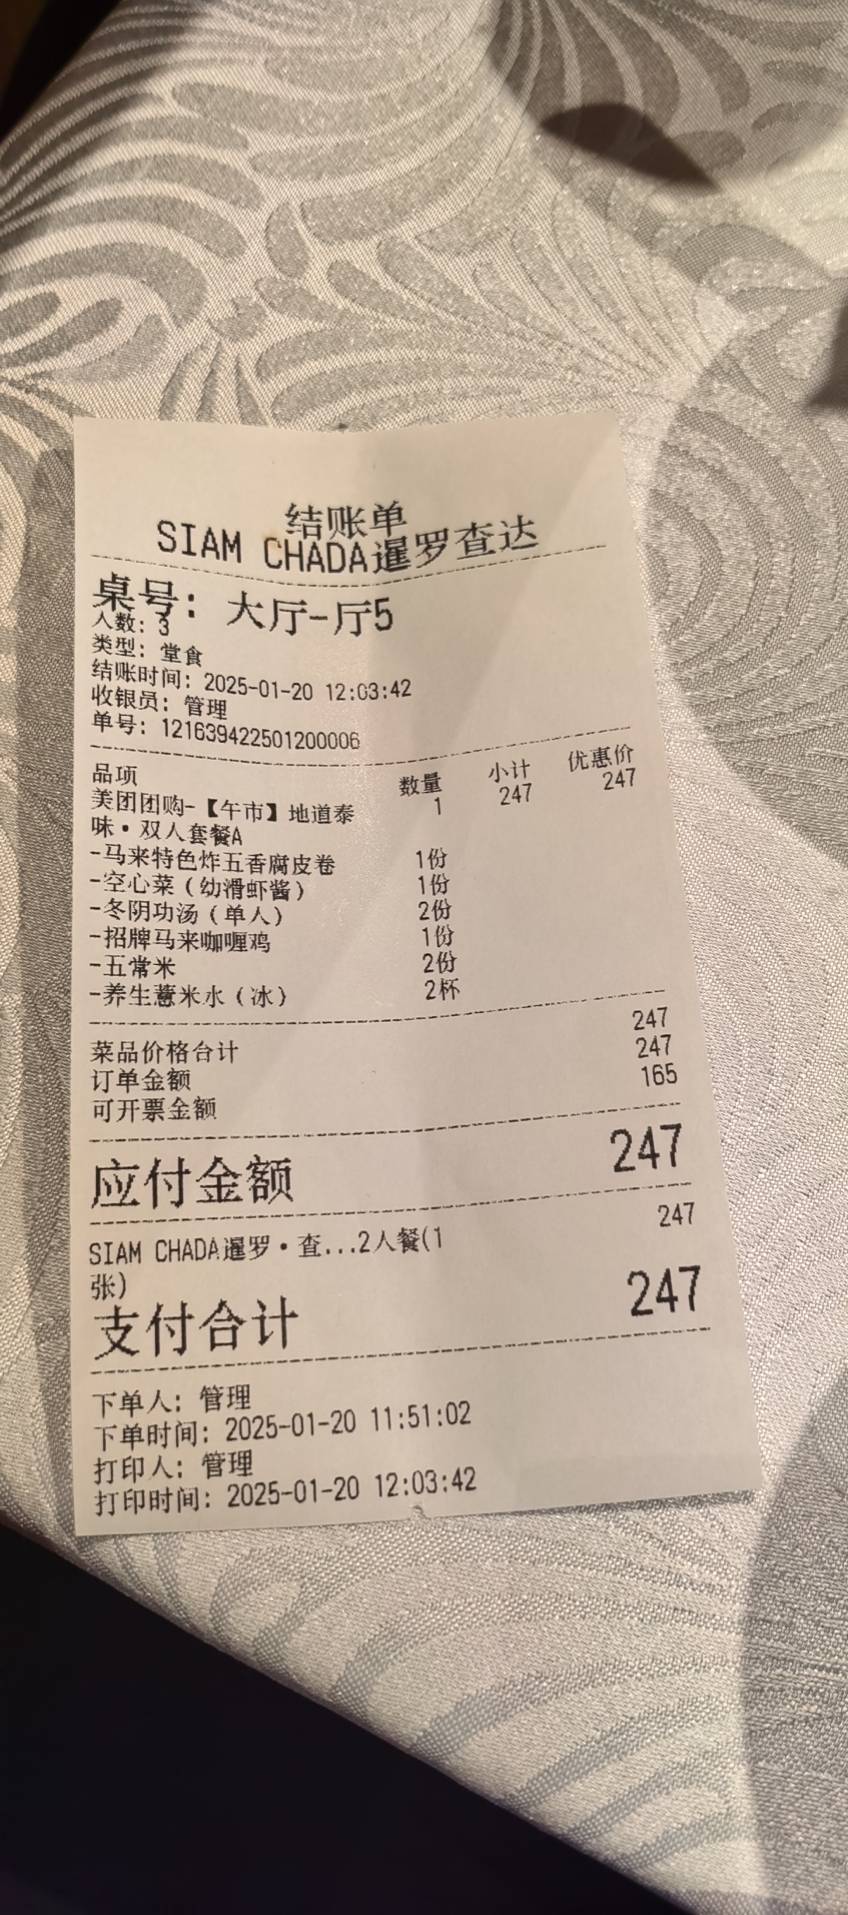 结账单
SIAM CHADA暹罗查达
桌号: 大厅-厅5
人数: 3
类型: 堂食
结账时间: 2025-01-20 12:03:42
收银员: 管理
单号: 121639422501200006
品项 数量 小计 优惠价
美团团购-【午市】地道泰 1 247 247
味·双人套餐A
-马来特色炸五香腐皮卷 1份
-空心菜(幼滑虾酱) 1份
-冬阴功汤(单人) 2份
-招牌马来咖喱鸡 1份
-五常米 2份
-养生薏米水(冰) 2杯
菜品价格合计 247
订单金额 247
可开票金额 165
应付金额 247
SIAM CHADA暹罗·查...2人餐(1 247
张)
支付合计 247
下单人: 管理
下单时间: 2025-01-20 11:51:02
打印人: 管理
打印时间: 2025-01-20 12:03:42